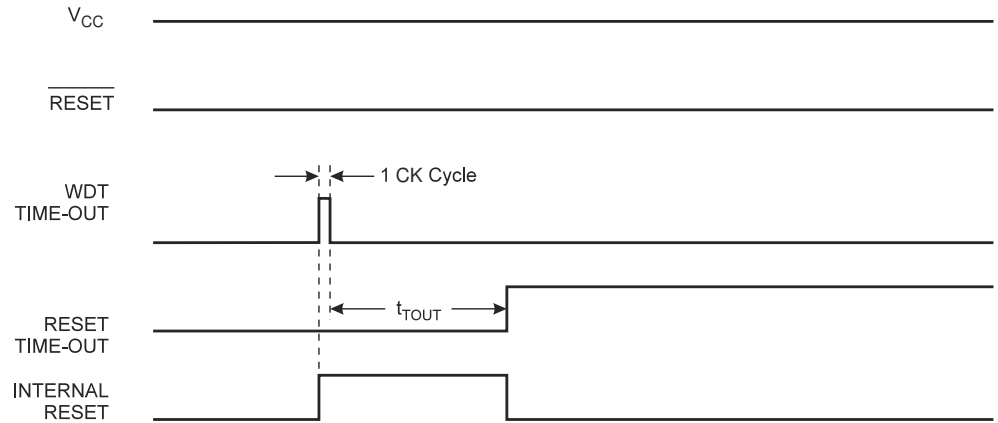 VCC
RESET
1 CK Cycle
WDT
TIME-OUT
tTOUT
RESET
TIME-OUT
INTERNAL
RESET